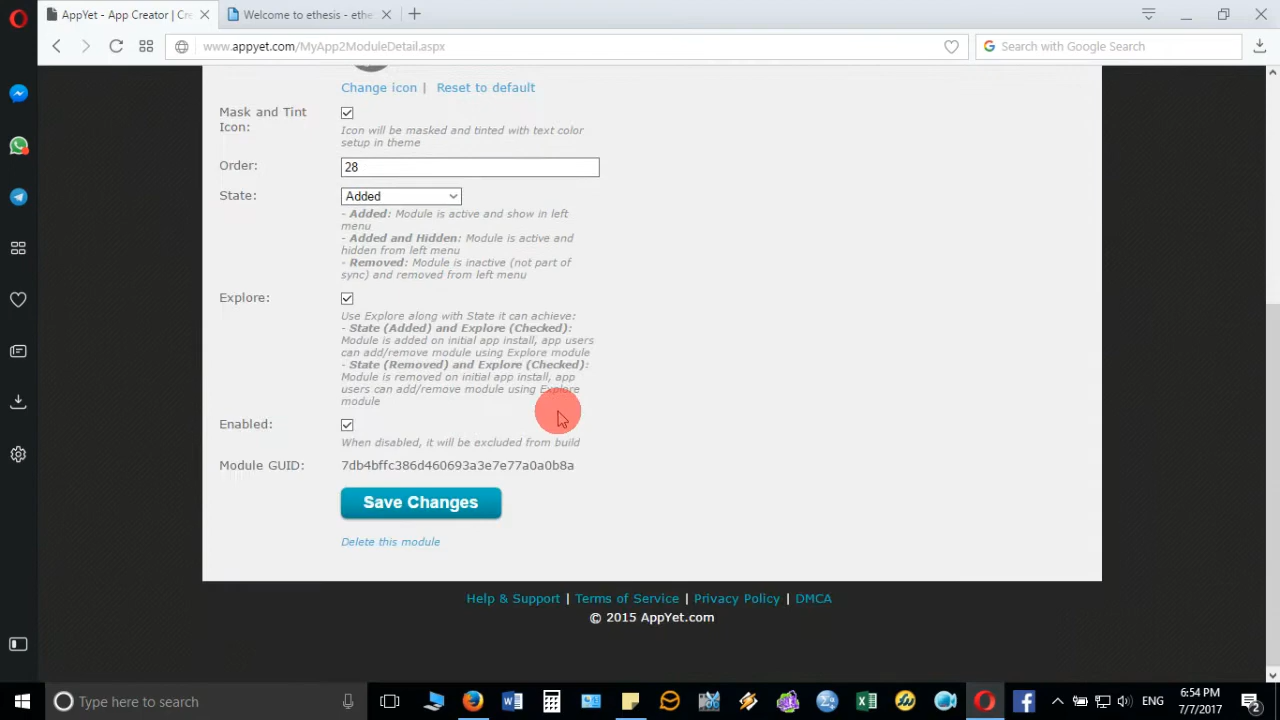 AppYet - App Creator | Cre
Welcome to ethesis - ethe
www.appyet.com/MyApp2ModuleDetail.aspx
Search with Google Search
Change icon | Reset to default
Mask and Tint
Icon:
Icon will be masked and tinted with text color
setup in theme
Order:
28
State:
Added
- Added: Module is active and show in left
menu
- Added and Hidden: Module is active and
hidden from left menu
- Removed: Module is inactive (not part of
sync) and removed from left menu
Explore:
Use Explore along with State it can achieve:
- State (Added) and Explore (Checked):
Module is added on initial app install, app users
can add/remove module using Explore module
- State (Removed) and Explore (Checked):
Module is removed on initial app install, app
users can add/remove module using Explore
module
Enabled:
When disabled, it will be excluded from build
Module GUID:
7db4bffc386d460693a3e7e77a0a0b8a
Save Changes
Delete this module
Help & Support | Terms of Service | Privacy Policy | DMCA
© 2015 AppYet.com
Type here to search
ENG
6:54 PM
7/7/2017
2